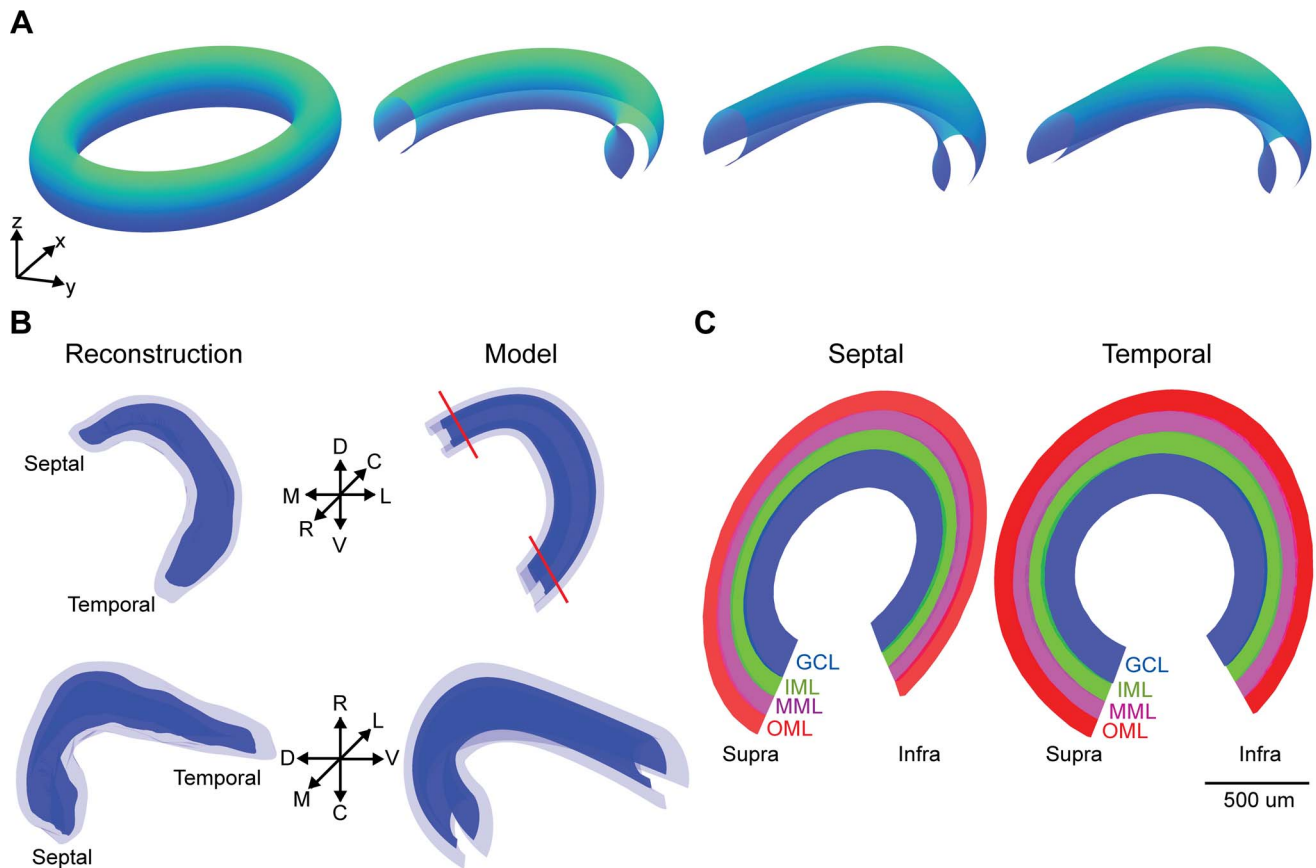 A
z
x
y
B
Reconstruction
Model
Septal
Temporal
D
C
M
L
R
V
Temporal
Septal
R
L
D
V
M
C
C
Septal
Temporal
GCL
IML
MML
OML
Supra
Infra
GCL
IML
MML
OML
Supra
Infra
500 um